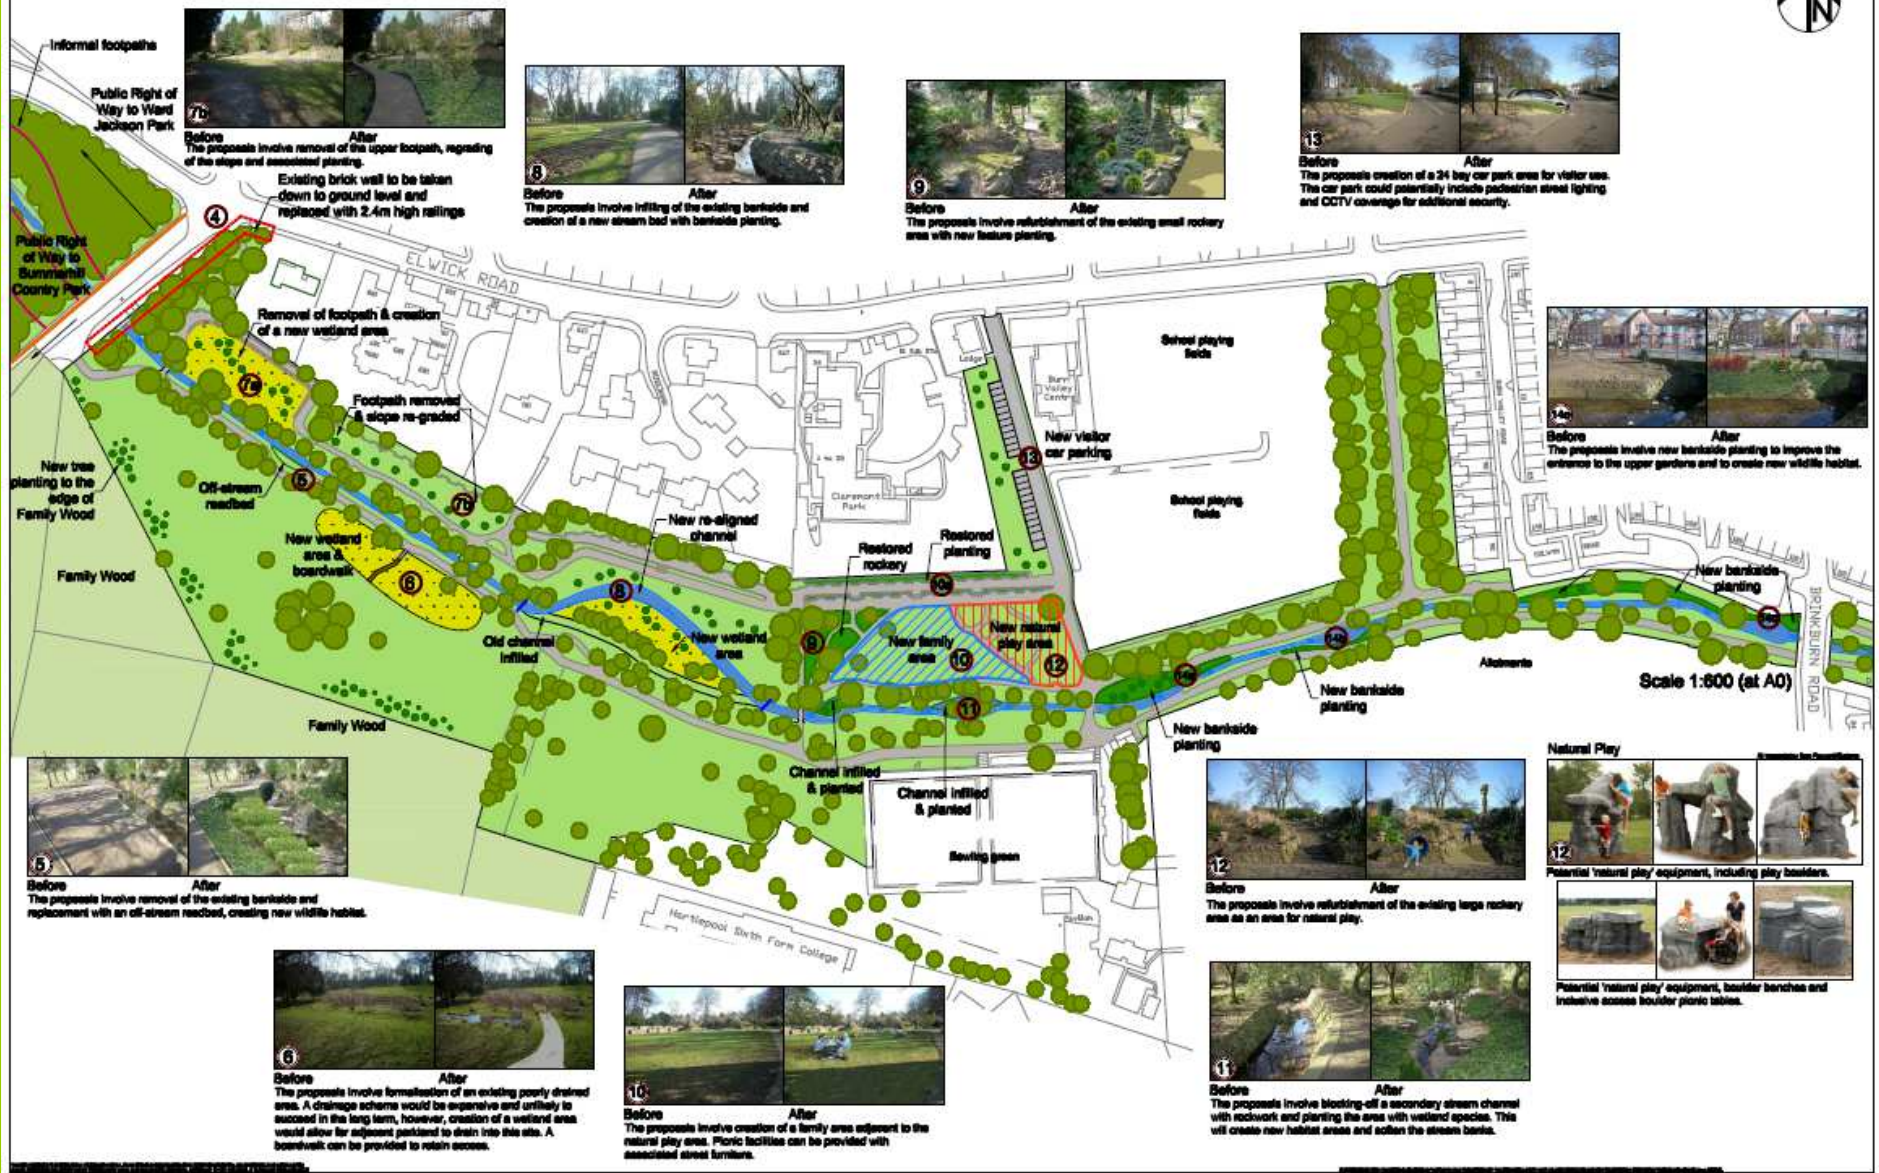 N
Informal footpaths
Public Right of
Way to Ward
Jackson Park
7b
Before After
The proposals involve removal of the upper footpath, regrading
of the slope and associated planting.
8
Before After
The proposals involve infilling of the existing bankside and
creation of a new stream bed with bankside planting.
9
Before After
The proposals involve refurbishment of the existing small rockery
area with new feature planting.
13
Before After
The proposals creation of a 24 bay car park area for visitor use.
The car park could potentially include pedestrian street lighting
and CCTV coverage for additional security.
Existing brick wall to be taken
down to ground level and
replaced with 2.4m high railings
4
Public Right
of Way to
Summerhill
Country Park
ELWICK ROAD
Removal of footpath & creation
of a new wetland area
7a
Footpath removed
& slope re-graded
Lodge
Burn
Valley
Centre
School playing
fields
14c
Before After
The proposals involve new bankside planting to improve the
entrance to the upper gardens and to create new wildlife habitat.
New visitor
car parking
13
New tree
planting to the
edge of
Family Wood
Off-stream
reedbed
5
7b
Claremont
Park
School playing
fields
New re-aligned
channel
Restored
rockery
Restored
planting
New wetland
area &
boardwalk
Family Wood
6
8
New bankside
planting
BRINKBURN ROAD
Old channel
infilled
New wetland
area
9
New family
area
10
New natural
play area
12
14a
14b
14c
Allotments
Scale 1:600 (at A0)
New bankside
planting
New bankside
planting
Family Wood
11
Channel infilled
& planted
Channel infilled
& planted
Bowling green
Hartlepool Sixth Form College
5
Before After
The proposals involve removal of the existing bankside and
replacement with an off-stream reedbed, creating new wildlife habitat.
12
Before After
The proposals involve refurbishment of the existing large rockery
area as an area for natural play.
Natural Play
12
Potential 'natural play' equipment, including play boulders.
Potential 'natural play' equipment, boulder benches and
inclusive access boulder picnic tables.
6
Before After
The proposals involve formalisation of an existing poorly drained
area. A drainage scheme would be expensive and unlikely to
succeed in the long term, however, creation of a wetland area
would allow for adjacent parkland to drain into this site. A
boardwalk can be provided to retain access.
10
Before After
The proposals involve creation of a family area adjacent to the
natural play area. Picnic facilities can be provided with
associated street furniture.
11
Before After
The proposals involve blocking-off a secondary stream channel
with rockwork and planting the area with wetland species. This
will create new habitat areas and soften the stream banks.